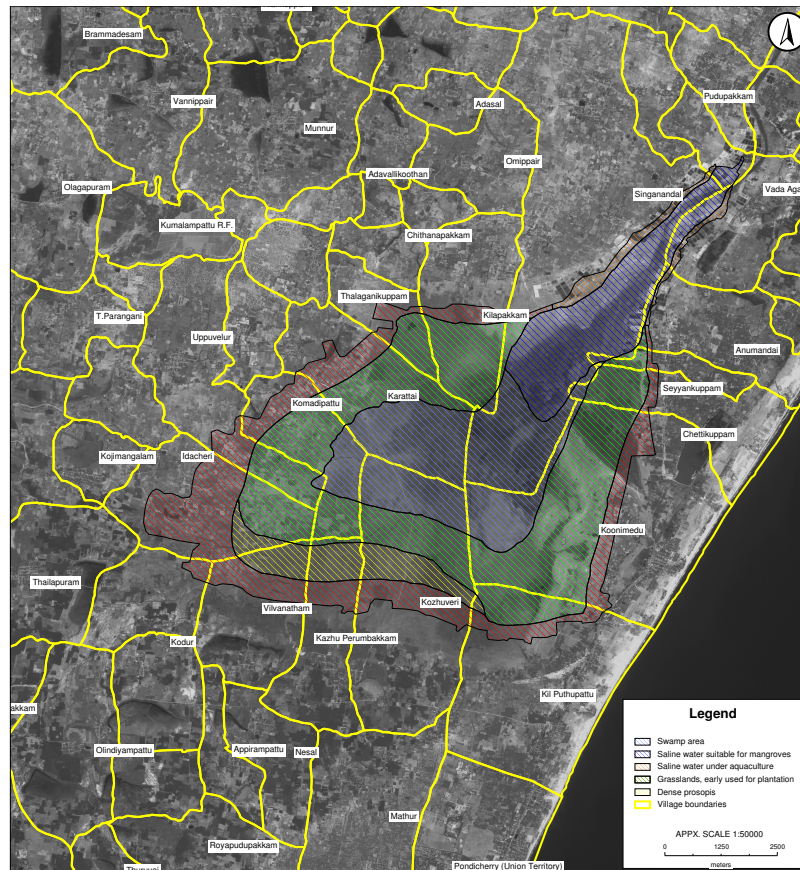 Brammadesam
Pudupakkam
Vannippair
Adasal
Munnur
Omippair
Adavallikoothan
Olagapuram
Singanandal
Vada Aga
Kumalampattu R.F.
Chithanapakkam
Thalaganikuppam
Kilapakkam
T.Parangani
Uppuvelur
Anumandai
Seyyankuppam
Karattai
Komadipattu
Chettikuppam
Kojimangalam
Idacheri
Koonimedu
Thailapuram
Kozhuveri
Vilvanatham
Kazhu Perumbakkam
Kodur
Kil Puthupattu
akkam
Olindiyampattu
Appirampattu
Nesal
Mathur
Royapudupakkam
Pondicherry (Union Territory)
Legend
Swamp area
Saline water suitable for mangroves
Saline water under aquaculture
Grasslands, early used for plantation
Dense prosopis
Village boundaries
APPX. SCALE 1:50000
0 1250 2500
meters